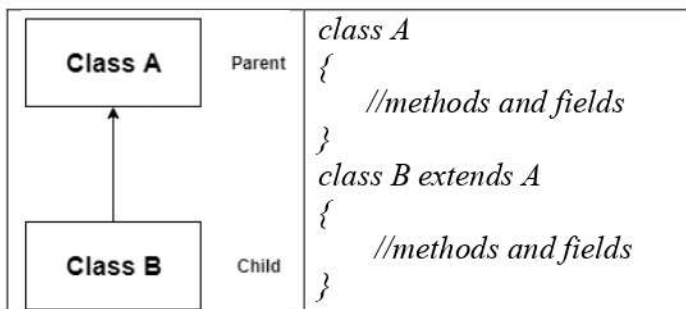 Class A
Parent
Class B
Child
class A
{
//methods and fields
}
class B extends A
{
//methods and fields
}